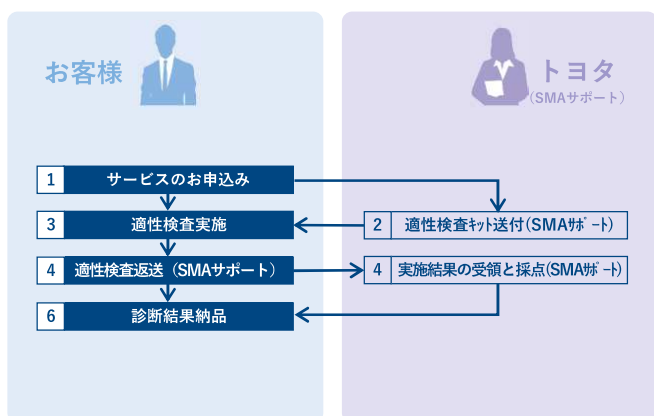 お客様
トヨタ
(SMAサポート)
1 サービスのお申込み
3 適性検査実施
2 適性検査ｷｯﾄ送付(SMAｻﾎﾟｰﾄ)
4 適性検査返送（SMAサポート）
4 実施結果の受領と採点(SMAｻﾎﾟｰﾄ)
6 診断結果納品